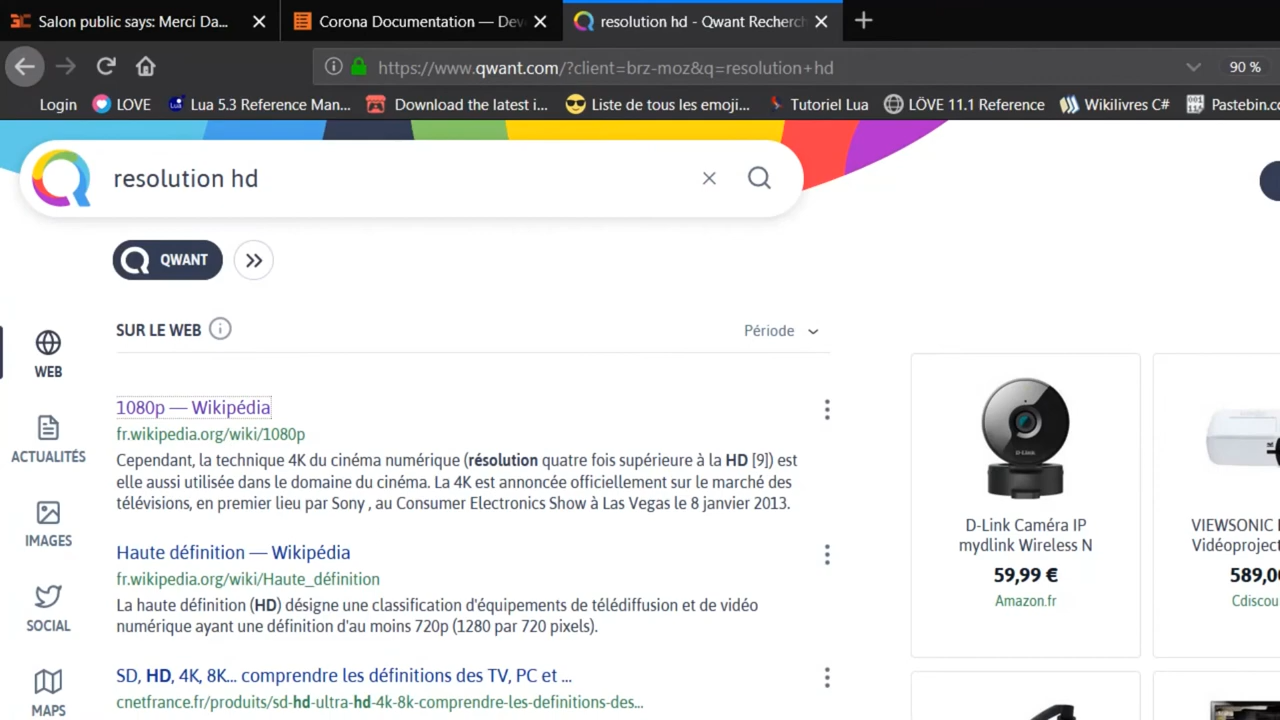 Salon public says: Merci Da...
Corona Documentation — Dev
resolution hd - Qwant Recherch
https://www.qwant.com/?client=brz-moz&q=resolution+hd
90 %
Login
LOVE
Lua 5.3 Reference Man...
Download the latest i...
Liste de tous les emoji...
Tutoriel Lua
LÖVE 11.1 Reference
Wikilivres C#
Pastebin.co
resolution hd
QWANT
SUR LE WEB
Période
WEB
ACTUALITÉS
IMAGES
SOCIAL
MAPS
1080p — Wikipédia
fr.wikipedia.org/wiki/1080p
Cependant, la technique 4K du cinéma numérique (résolution quatre fois supérieure à la HD [9]) est
elle aussi utilisée dans le domaine du cinéma. La 4K est annoncée officiellement sur le marché des
télévisions, en premier lieu par Sony , au Consumer Electronics Show à Las Vegas le 8 janvier 2013.
Haute définition — Wikipédia
fr.wikipedia.org/wiki/Haute_définition
La haute définition (HD) désigne une classification d'équipements de télédiffusion et de vidéo
numérique ayant une définition d'au moins 720p (1280 par 720 pixels).
SD, HD, 4K, 8K... comprendre les définitions des TV, PC et ...
cnetfrance.fr/produits/sd-hd-ultra-hd-4k-8k-comprendre-les-definitions-des...
D-Link
D-Link Caméra IP
mydlink Wireless N
59,99 €
Amazon.fr
VIEWSONIC
Vidéoproject
589,0
Cdiscou